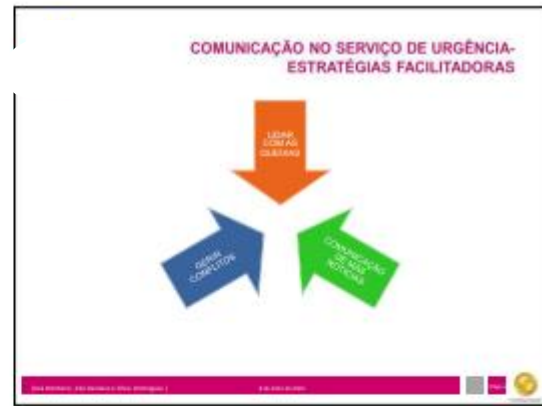 COMUNICAÇÃO NO SERVIÇO DE URGÊNCIA-
ESTRATÉGIAS FACILITADORAS
LIDAR
COM AS
QUEIXAS
GERIR
CONFLITOS
COMUNICAÇÃO
DE MÁS
NOTÍCIAS